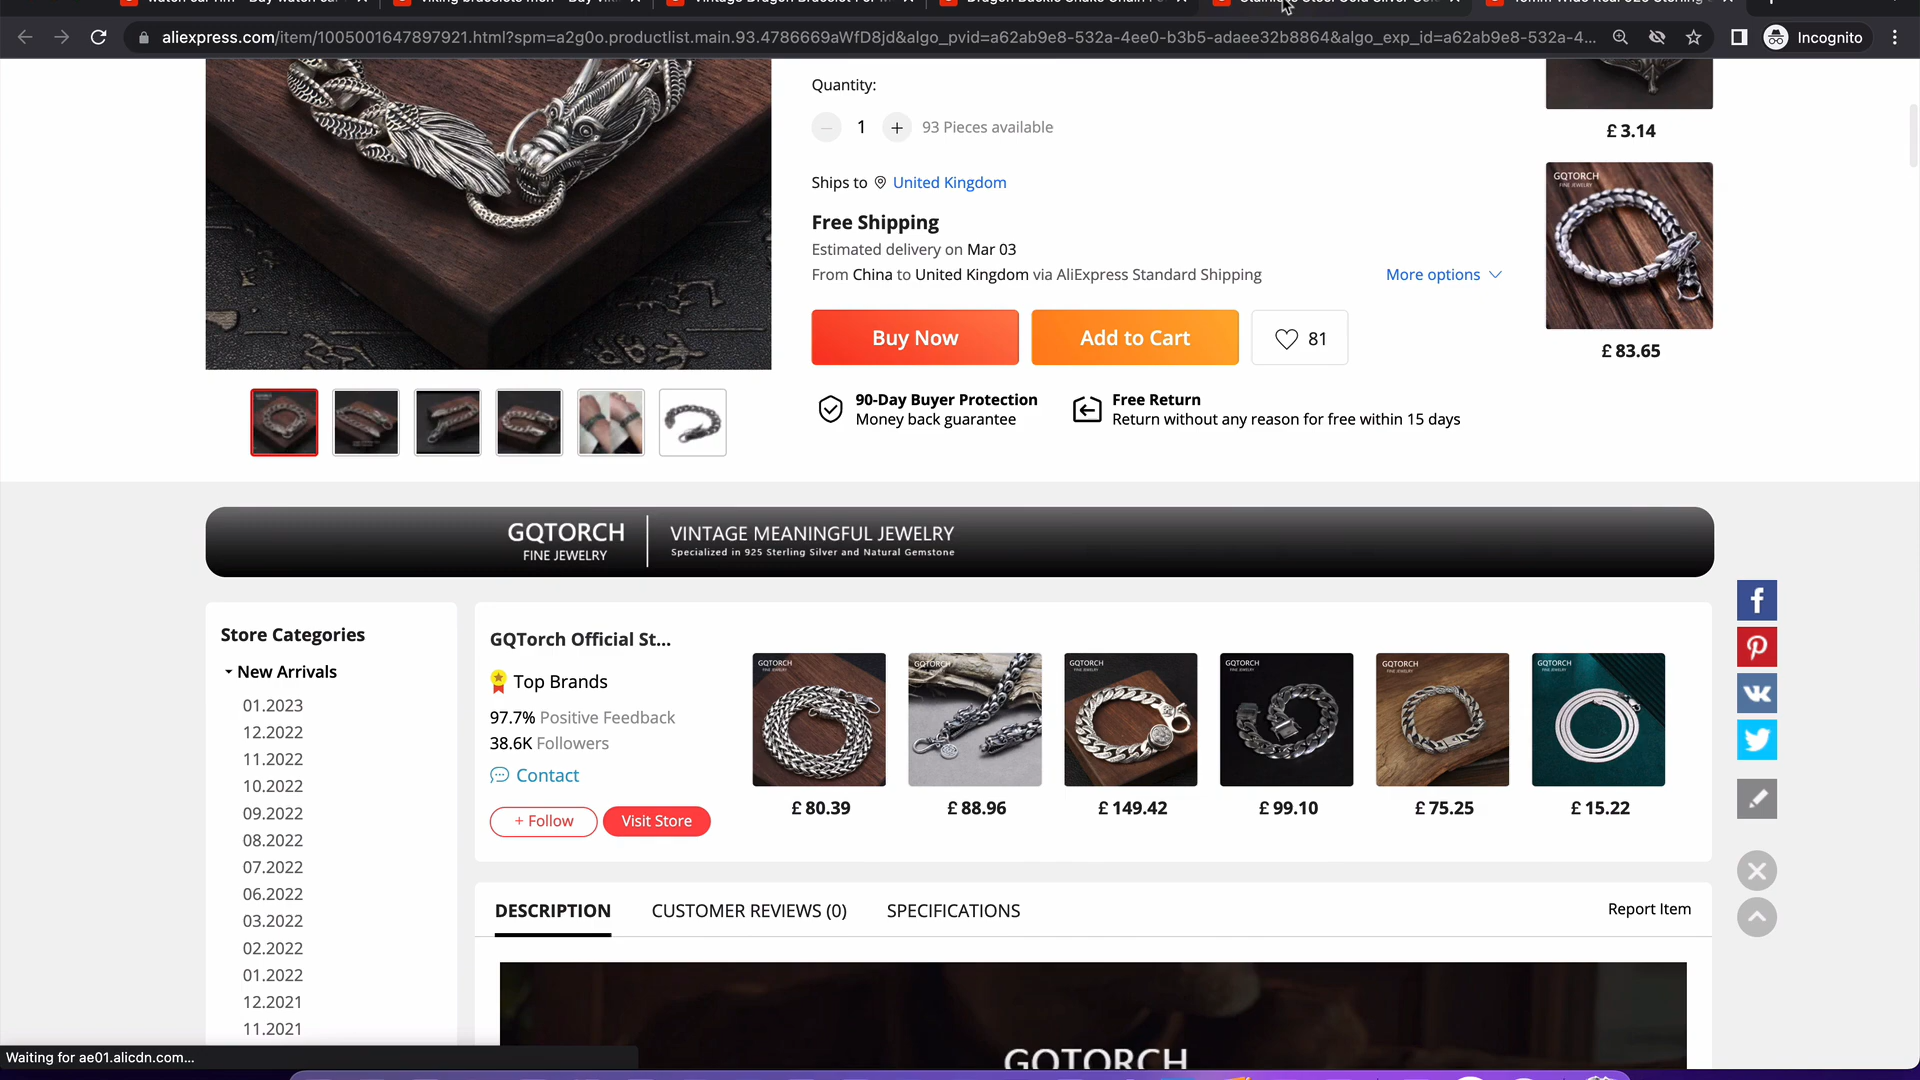 aliexpress.com/item/1005001647897921.html?spm=a2g0o.productlist.main.93.4786669aWfD8jd&algo_pvid=a62ab9e8-532a-4ee0-b3b5-adaee32b8864&algo_exp_id=a62ab9e8-532a-4...
Incognito
Quantity:
1
93 Pieces available
£ 3.14
Ships to United Kingdom
GQTORCH
FINE JEWELRY
Free Shipping
Estimated delivery on Mar 03
From China to United Kingdom via AliExpress Standard Shipping
More options
Buy Now
Add to Cart
81
£ 83.65
90-Day Buyer Protection
Money back guarantee
Free Return
Return without any reason for free within 15 days
GQTORCH
FINE JEWELRY
VINTAGE MEANINGFUL JEWELRY
Specialized in 925 Sterling Silver and Natural Gemstone
Store Categories
New Arrivals
01.2023
12.2022
11.2022
10.2022
09.2022
08.2022
07.2022
06.2022
03.2022
02.2022
01.2022
12.2021
11.2021
GQTorch Official St...
Top Brands
97.7% Positive Feedback
38.6K Followers
Contact
+ Follow
Visit Store
GQTORCH
GQTORCH
GQTORCH
GQTORCH
GQTORCH
GQTORCH
£ 80.39
£ 88.96
£ 149.42
£ 99.10
£ 75.25
£ 15.22
DESCRIPTION
CUSTOMER REVIEWS (0)
SPECIFICATIONS
Report Item
GQTORCH
Waiting for ae01.alicdn.com...